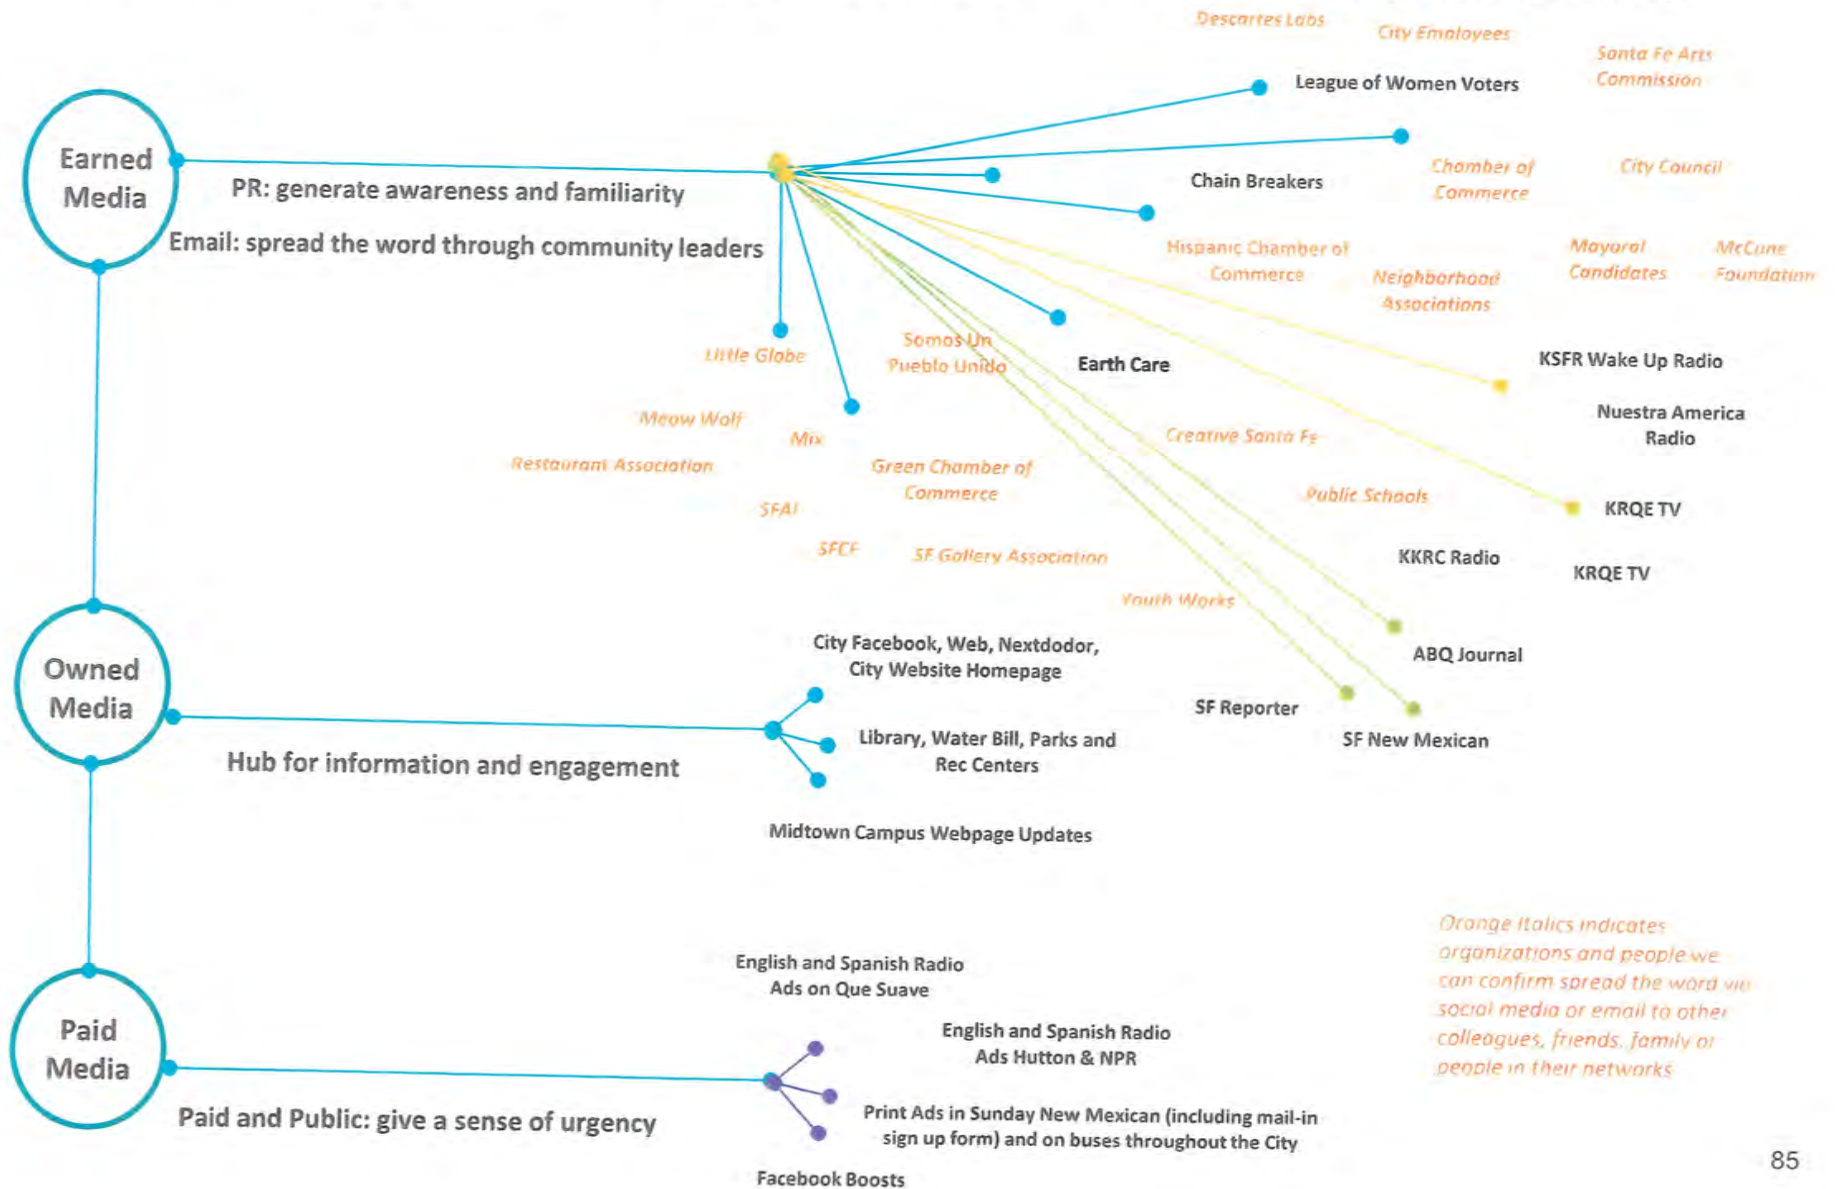 Descartes Labs
City Employees
Santa Fe Arts
Commission
League of Women Voters
Earned
Media
PR: generate awareness and familiarity
Email: spread the word through community leaders
Chain Breakers
Chamber of
Commerce
City Council
Hispanic Chamber of
Commerce
Neighborhood
Associations
Mayoral
Candidates
McCune
Foundation
Little Globe
Somos Un
Pueblo Unido
Earth Care
KSFR Wake Up Radio
Nuestra America
Radio
Meow Wolf
Mix
Restaurant Association
Green Chamber of
Commerce
Creative Santa Fe
Public Schools
SFAI
KRQE TV
SFCF
SF Gallery Association
KKRC Radio
KRQE TV
Youth Works
Owned
Media
City Facebook, Web, Nextdodor,
City Website Homepage
ABQ Journal
SF Reporter
SF New Mexican
Library, Water Bill, Parks and
Rec Centers
Hub for information and engagement
Midtown Campus Webpage Updates
Orange Italics indicates
organizations and people we
can confirm spread the word via
social media or email to other
colleagues, friends, family or
people in their networks
English and Spanish Radio
Ads on Que Suave
Paid
Media
English and Spanish Radio
Ads Hutton & NPR
Paid and Public: give a sense of urgency
Print Ads in Sunday New Mexican (including mail-in
sign up form) and on buses throughout the City
Facebook Boosts
85